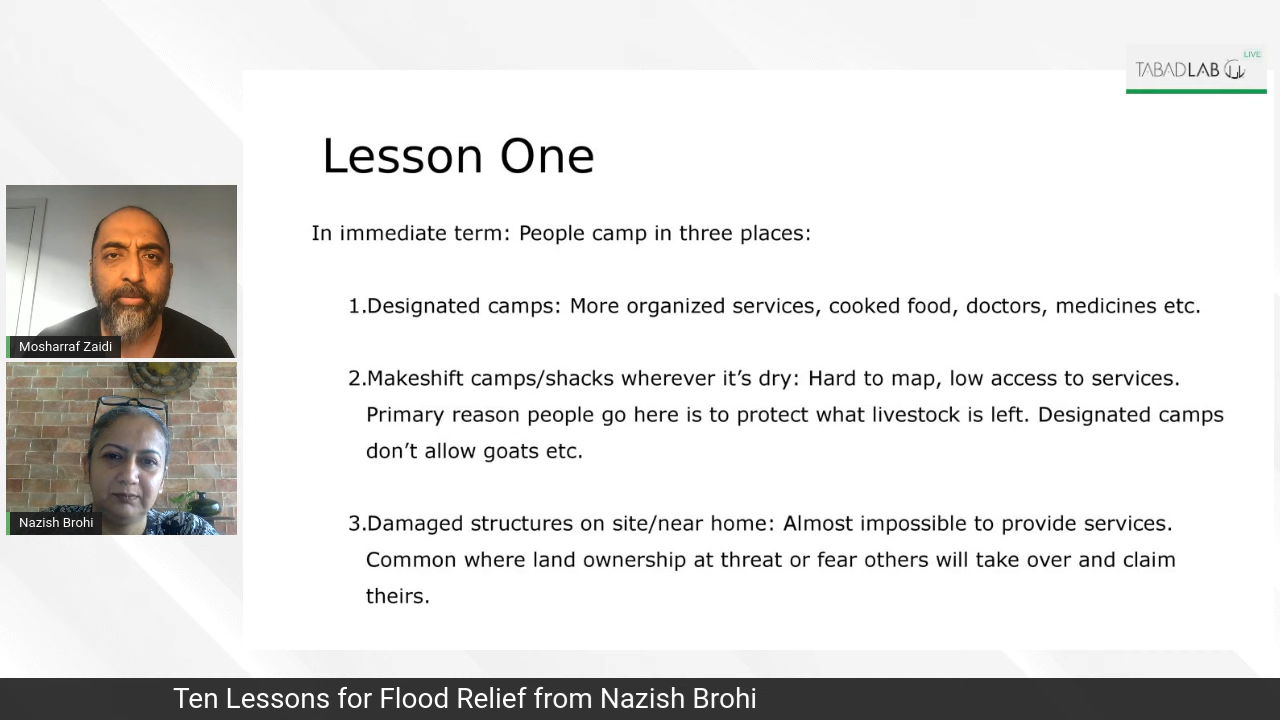 LIVE
TABADLAB
Lesson One
In immediate term: People camp in three places:
1.Designated camps: More organized services, cooked food, doctors, medicines etc.
2.Makeshift camps/shacks wherever it’s dry: Hard to map, low access to services.
Primary reason people go here is to protect what livestock is left. Designated camps
don’t allow goats etc.
3.Damaged structures on site/near home: Almost impossible to provide services.
Common where land ownership at threat or fear others will take over and claim
theirs.
Mosharraf Zaidi
Nazish Brohi
Ten Lessons for Flood Relief from Nazish Brohi